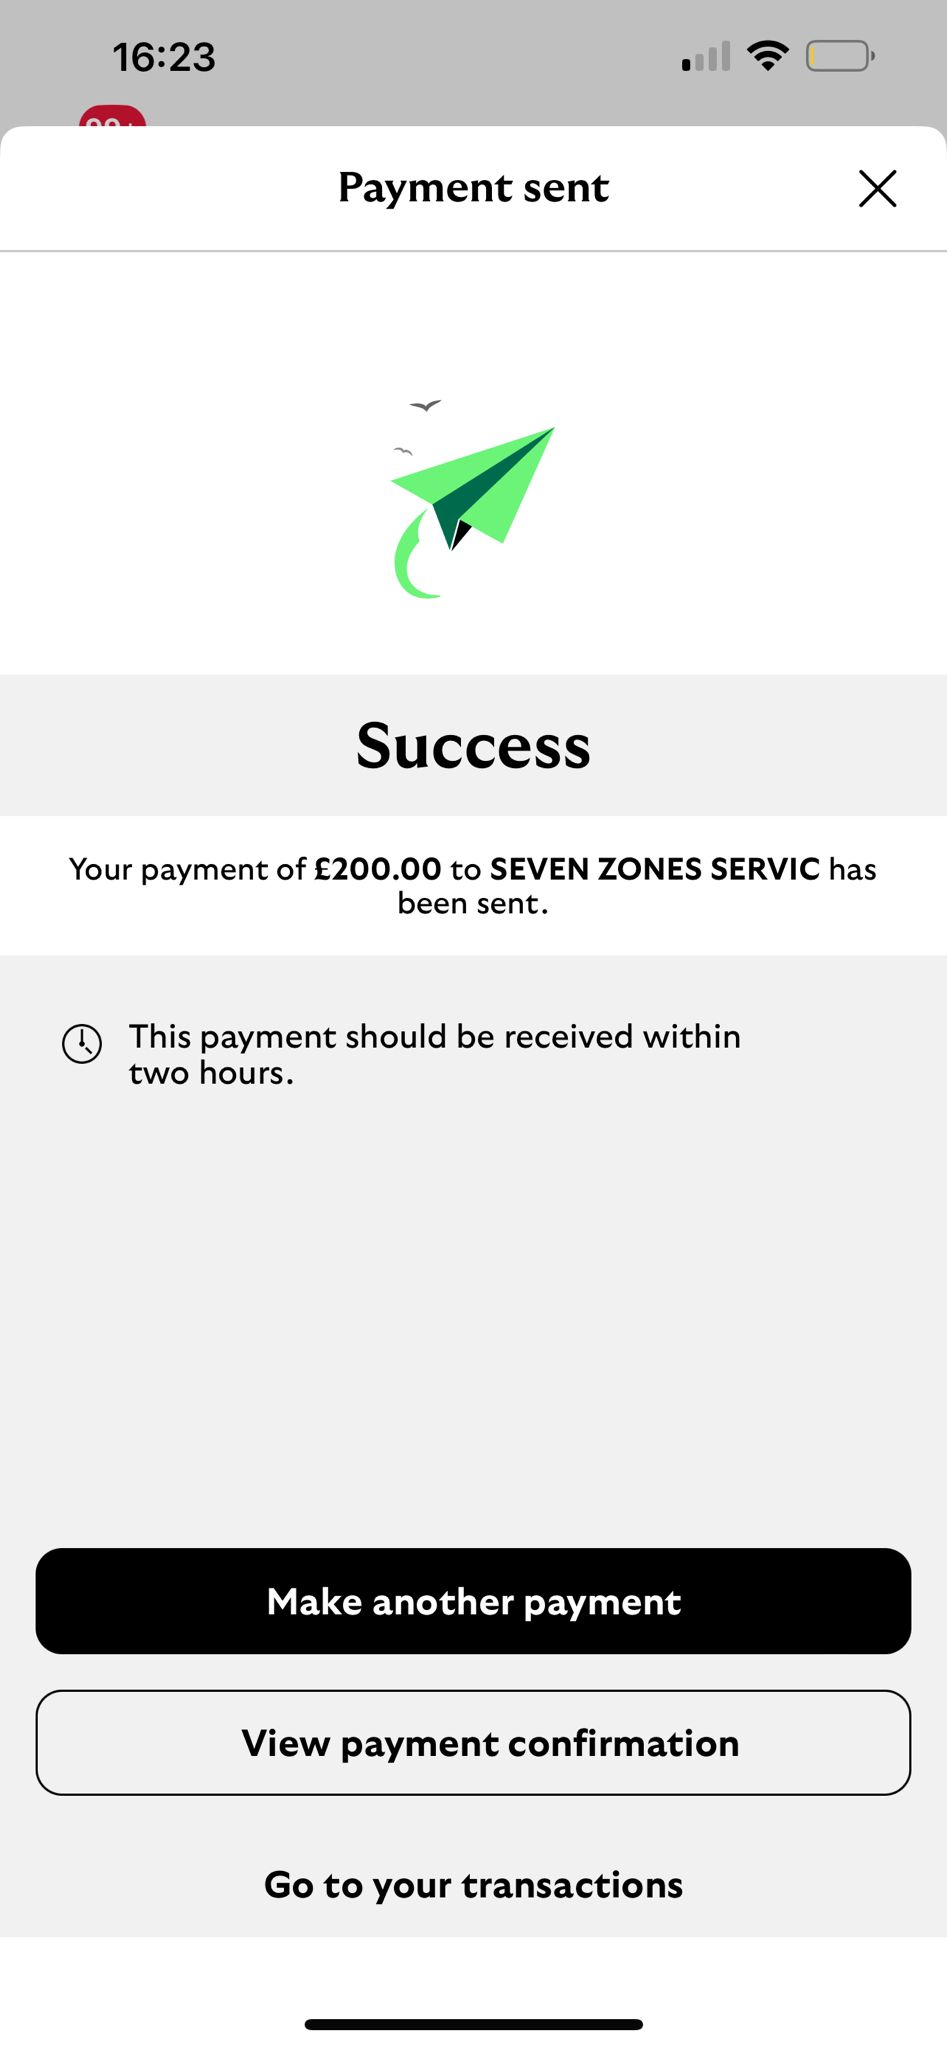 16:23
Payment sent
Success
Your payment of £200.00 to SEVEN ZONES SERVIC has
been sent.
This payment should be received within
two hours.
Make another payment
View payment confirmation
Go to your transactions